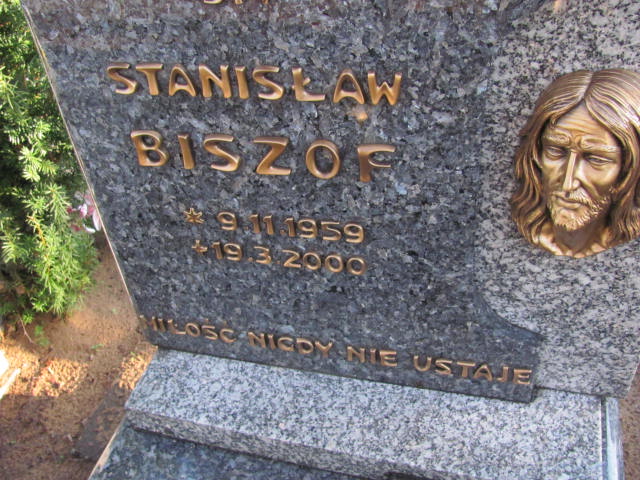 STANISŁAW
BISZOF
* 9.11.1959
+19.3.2000
MIŁOŚĆ NIGDY NIE USTAJE